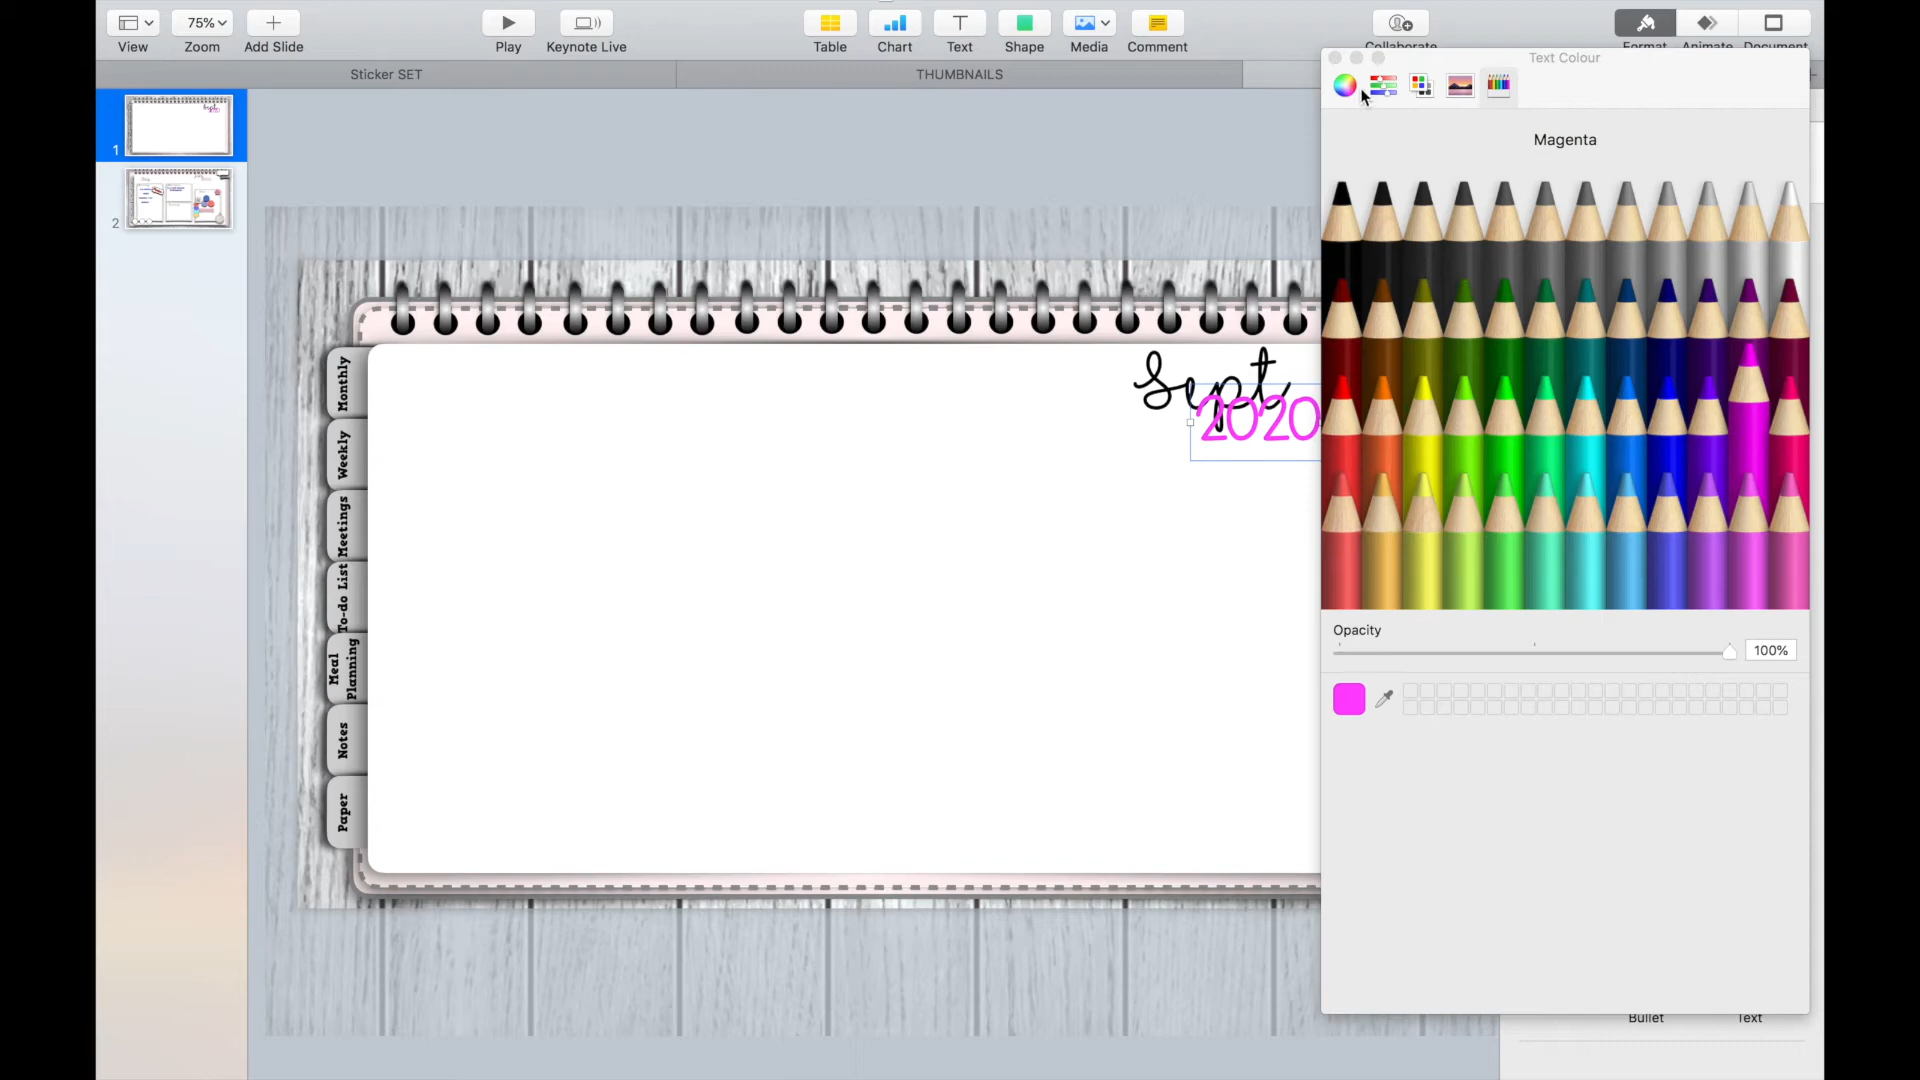 75%
View
Zoom
Add Slide
Play
Keynote Live
Table
Chart
Text
Shape
Media
Comment
Collaborate
Format
Animate
Document
Sticker SET
THUMBNAILS
Text Colour
Magenta
1
2
Sept
2020
Monthly
Weekly
Meetings
To-do List
Meal
Planning
Notes
Paper
Opacity
100%
Bullet
Text